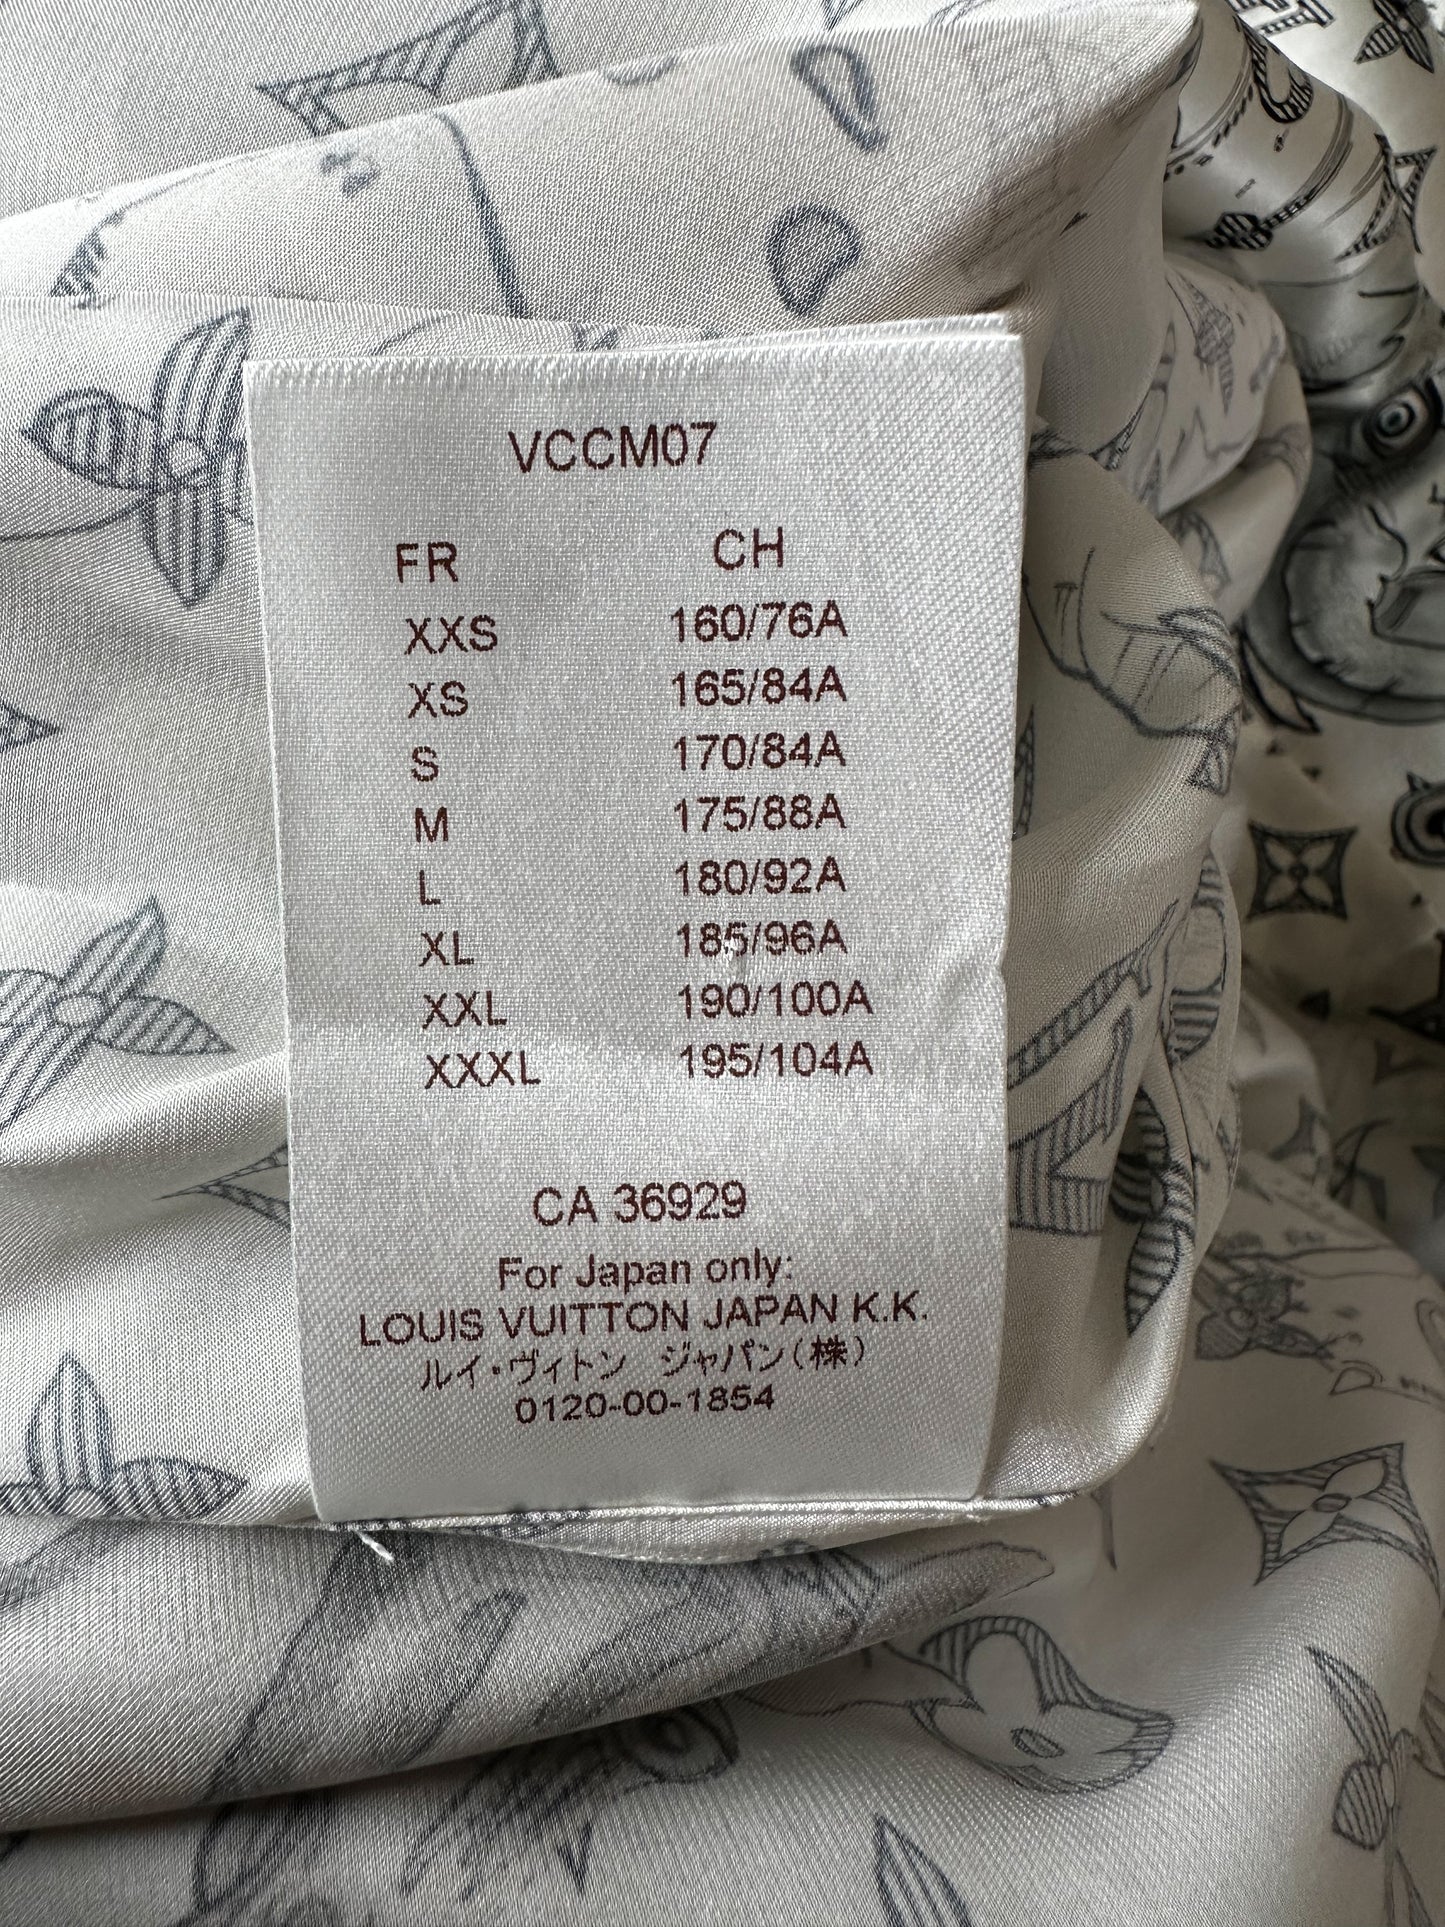 VCCM07
FR CH
XXS 160/76A
XS 165/84A
S 170/84A
M 175/88A
L 180/92A
XL 185/96A
XXL 190/100A
XXXL 195/104A
CA 36929
For Japan only:
LOUIS VUITTON JAPAN K.K.
ルイ・ヴィトン ジャパン(株)
0120-00-1854